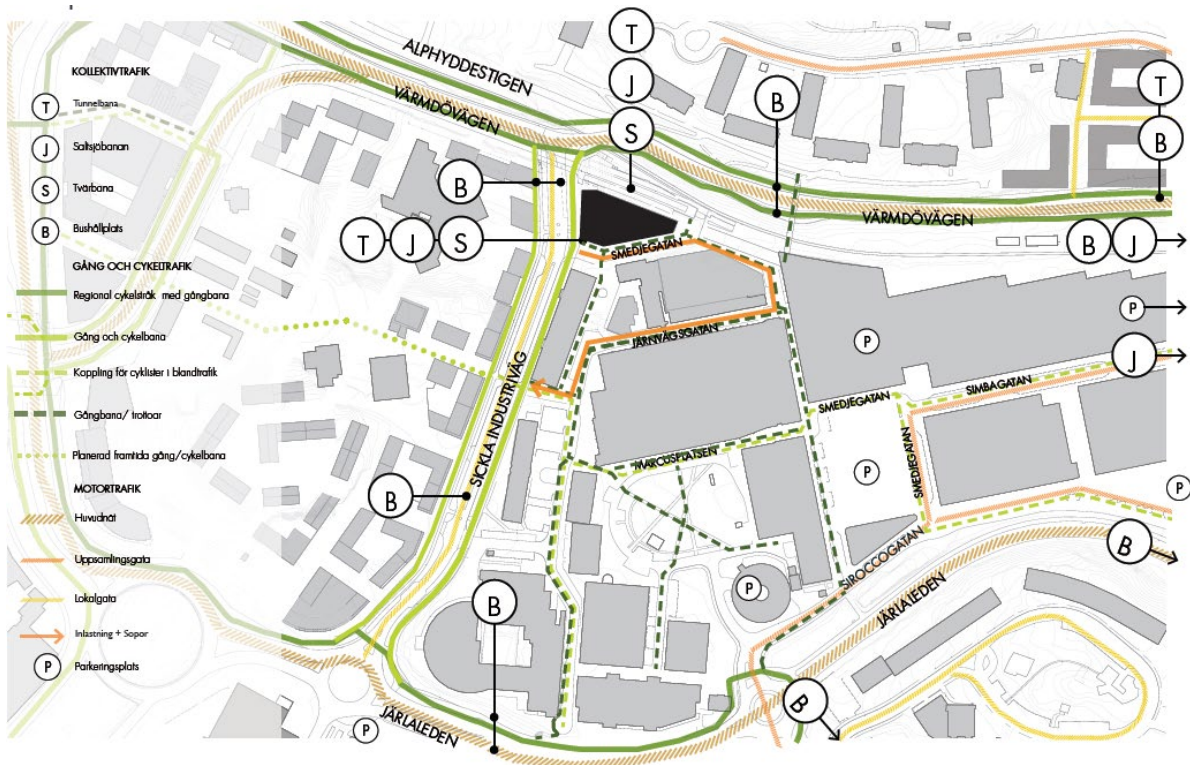 KOLLEKTIVTRAFIK
T Tunnelbana
J Saltsjöbanan
S Tvärbana
B Bushållplats
GÅNG OCH CYKELTRAFIK
Regional cykelstråk med gångbana
Gång och cykelbana
Koppling för cyklister i blandtrafik
Gångbana/ trottoar
Planerad framtida gång/cykelbana
MOTORTRAFIK
Huvudnät
Uppsamlingsgata
Lokalgata
Inlastning + Sopor
P Parkeringsplats
ALPHYDDESTIGEN
VÄRMDÖVÄGEN
T
J
S
B
T
B
B
T J S
VÄRMDÖVÄGEN
B J
SMEDJEGATAN
P
P
JÄRNVÄGSGATAN
J
SIMBAGATAN
SMEDJEGATAN
SICKLA INDUSTRIVÄG
MARCUSPLATSEN
SMEDJEGATAN
P
P
B
B
SIROCCOGATAN
P
JÄRLALEDEN
B
B
JÄRLALEDEN
P